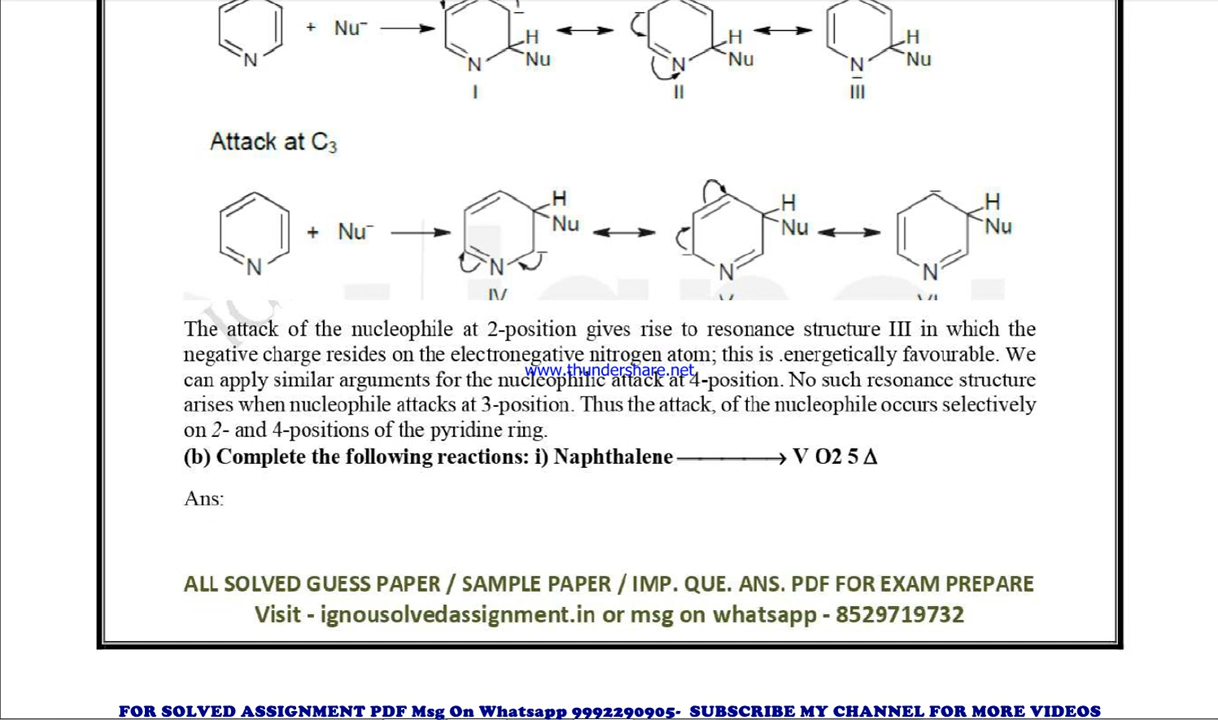 + Nu⁻ H H H
N N Nu N Nu N Nu
I II III
Attack at C₃
H H H
+ Nu⁻ Nu Nu Nu
N N N N
IV V VI
The attack of the nucleophile at 2-position gives rise to resonance structure III in which the
negative charge resides on the electronegative nitrogen atom; this is .energetically favourable. We
www.thundershare.net
can apply similar arguments for the nucleophilic attack at 4-position. No such resonance structure
arises when nucleophile attacks at 3-position. Thus the attack, of the nucleophile occurs selectively
on 2- and 4-positions of the pyridine ring.
(b) Complete the following reactions: i) Naphthalene ⟶ V O2 5 Δ
Ans:
ALL SOLVED GUESS PAPER / SAMPLE PAPER / IMP. QUE. ANS. PDF FOR EXAM PREPARE
Visit - ignousolvedassignment.in or msg on whatsapp - 8529719732
FOR SOLVED ASSIGNMENT PDF Msg On Whatsapp 9992290905- SUBSCRIBE MY CHANNEL FOR MORE VIDEOS